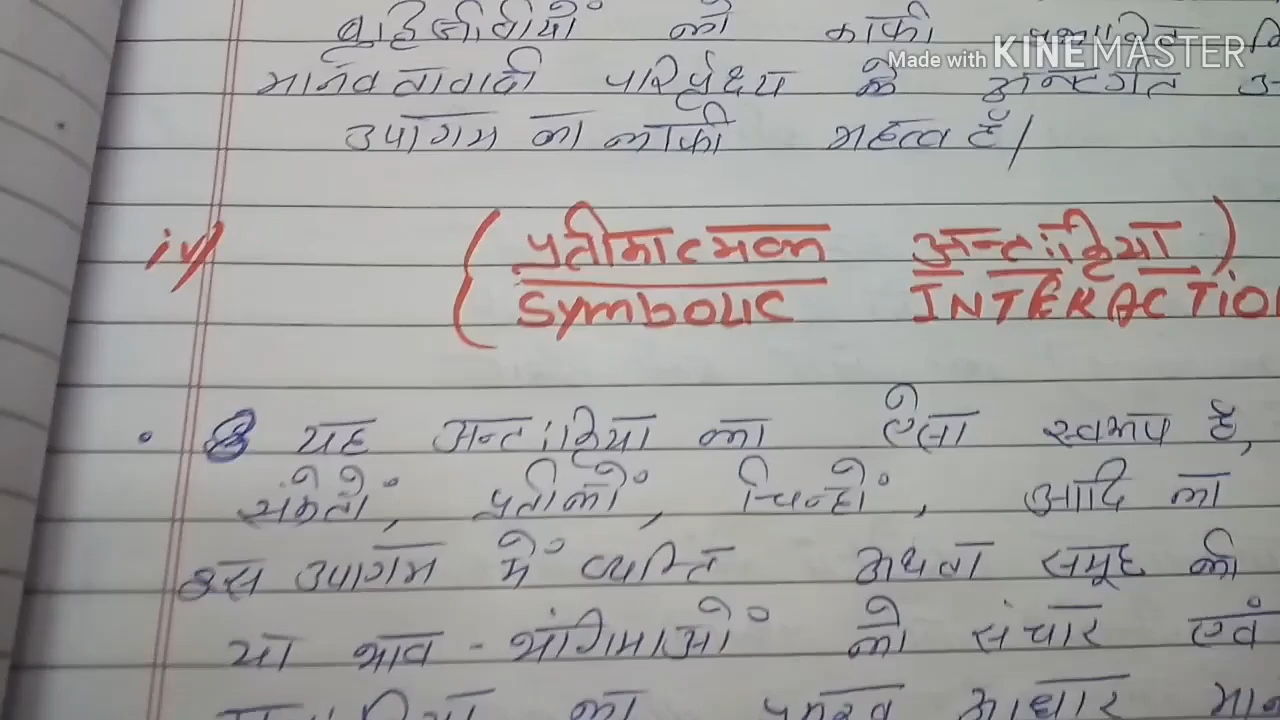 बुद्धिजीवीयों को काफी
Made with KINEMASTER
मानवतावादी परिप्रेक्ष्य के अन्तर्गत
उपागम का काफी महत्व है।
iv) (प्रतीकात्मक अन्तःक्रिया)
SYMBOLIC INTERACTION
• यह अन्तःक्रिया का ऐसा स्वरूप है,
संकेतों, प्रतीकों, चिन्हों, आदि का
इस उपागम में व्यक्ति अथवा समूह की
या भाव - भंगिमाओं को संचार एवं
का प्रमुख आधार